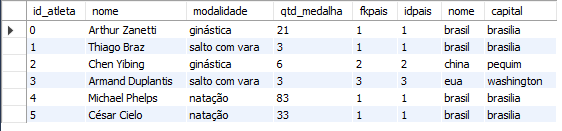 id_atleta nome modalidade qtd_medalha fkpais idpais nome capital
0 Arthur Zanetti ginástica 21 1 1 brasil brasilia
1 Thiago Braz salto com vara 3 1 1 brasil brasilia
2 Chen Yibing ginástica 6 2 2 china pequim
3 Armand Duplantis salto com vara 3 3 3 eua washington
4 Michael Phelps natação 83 1 1 brasil brasilia
5 César Cielo natação 33 1 1 brasil brasilia